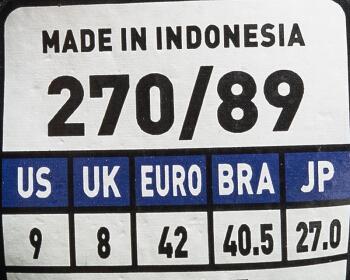 MADE IN INDONESIA
270/89
US UK EURO BRA JP
9 8 42 40.5 27.0